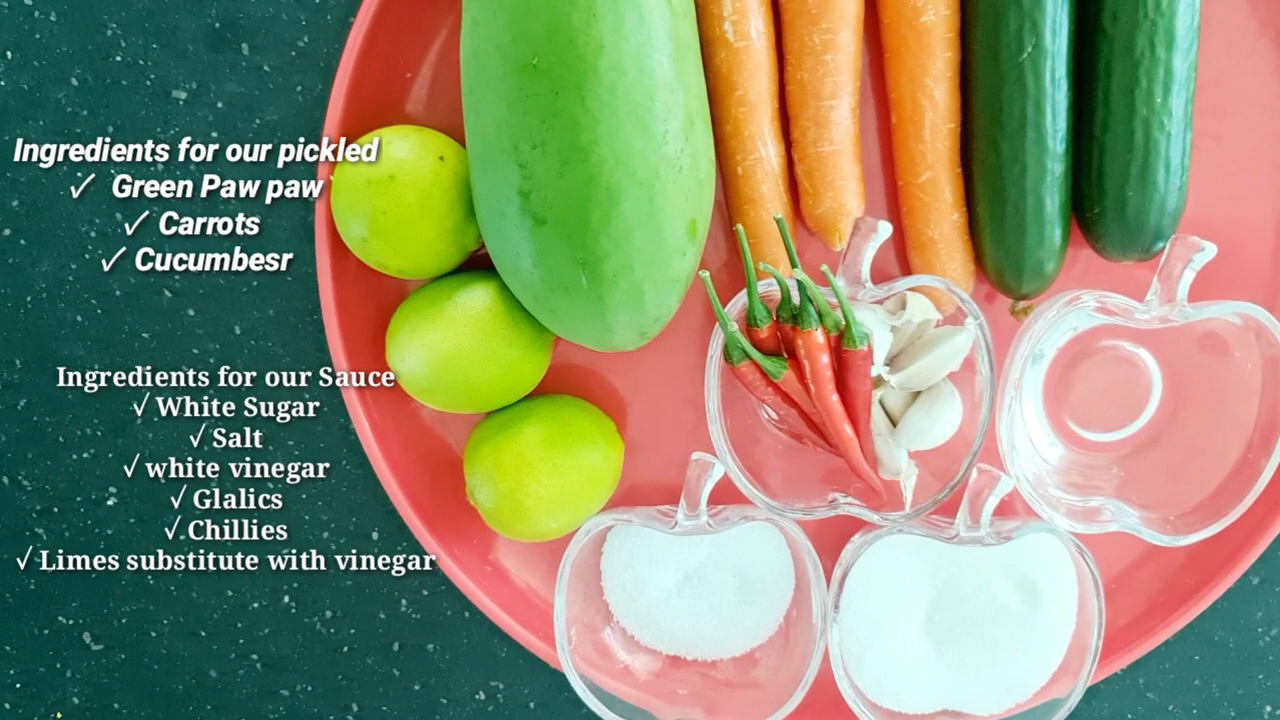 Ingredients for our pickled
✓ Green Paw paw
✓ Carrots
✓ Cucumbesr
Ingredients for our Sauce
✓ White Sugar
✓ Salt
✓ white vinegar
✓ Glalics
✓ Chillies
✓ Limes substitute with vinegar